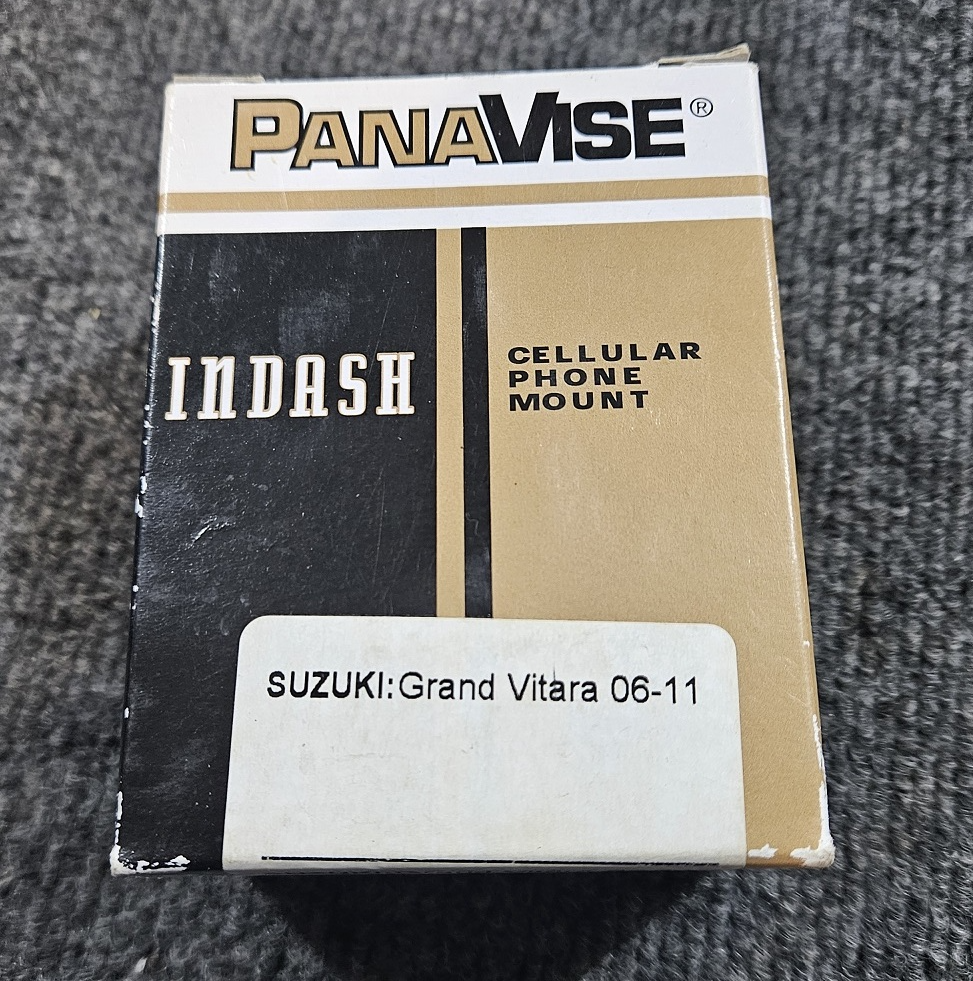 PANAVISE®
INDASH
CELLULAR
PHONE
MOUNT
SUZUKI:Grand Vitara 06-11